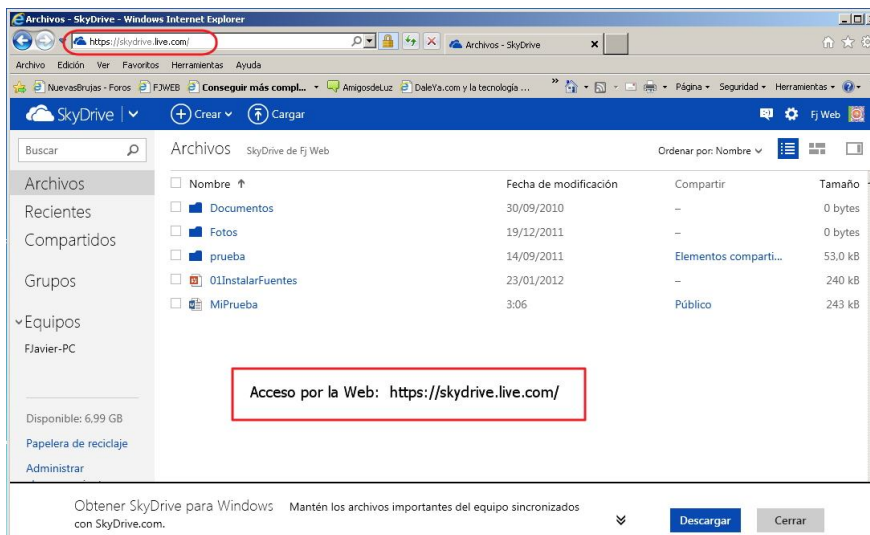 Archivos - SkyDrive - Windows Internet Explorer
https://skydrive.live.com/
Archivos - SkyDrive
Archivo Edición Ver Favoritos Herramientas Ayuda
NuevasBrujas - Foros FJWEB Conseguir más compl... AmigosdeLuz DaleYa.com y la tecnología ... » Página Seguridad Herramientas
SkyDrive Crear Cargar Fj Web
Buscar
Archivos SkyDrive de Fj Web Ordenar por: Nombre
Archivos
Recientes
Compartidos
Grupos
Equipos
FJavier-PC
Nombre ↑ Fecha de modificación Compartir Tamaño
Documentos 30/09/2010 – 0 bytes
Fotos 19/12/2011 – 0 bytes
prueba 14/09/2011 Elementos comparti... 53,0 kB
01InstalarFuentes 23/01/2012 – 240 kB
MiPrueba 3:06 Público 243 kB
Acceso por la Web: https://skydrive.live.com/
Disponible: 6,99 GB
Papelera de reciclaje
Administrar
Obtener SkyDrive para Windows Mantén los archivos importantes del equipo sincronizados
con SkyDrive.com.
Descargar Cerrar